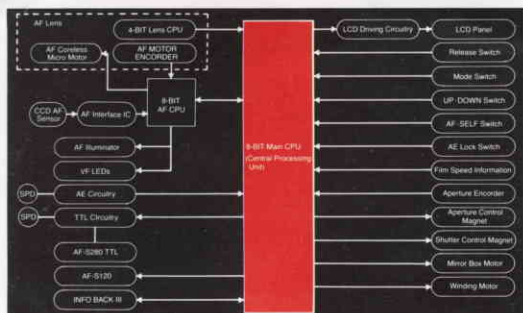 AF Lens
4-BIT Lens CPU
AF Coreless
Micro Motor
AF MOTOR
ENCORDER
8-BIT
AF CPU
CCD AF
Sensor
AF Interface IC
AF Illuminator
VF LEDs
SPD
AE Circuitry
SPD
TTL Circuitry
AF-S280 TTL
AF-S120
INFO BACK III
8-BIT Main CPU
(Central Processing
Unit)
LCD Driving Circuitry
LCD Panel
Release Switch
Mode Switch
UP·DOWN Switch
AF·SELF Switch
AE Lock Switch
Film Speed Information
Aperture Encorder
Aperture Control
Magnet
Shutter Control Magnet
Mirror Box Motor
Winding Motor